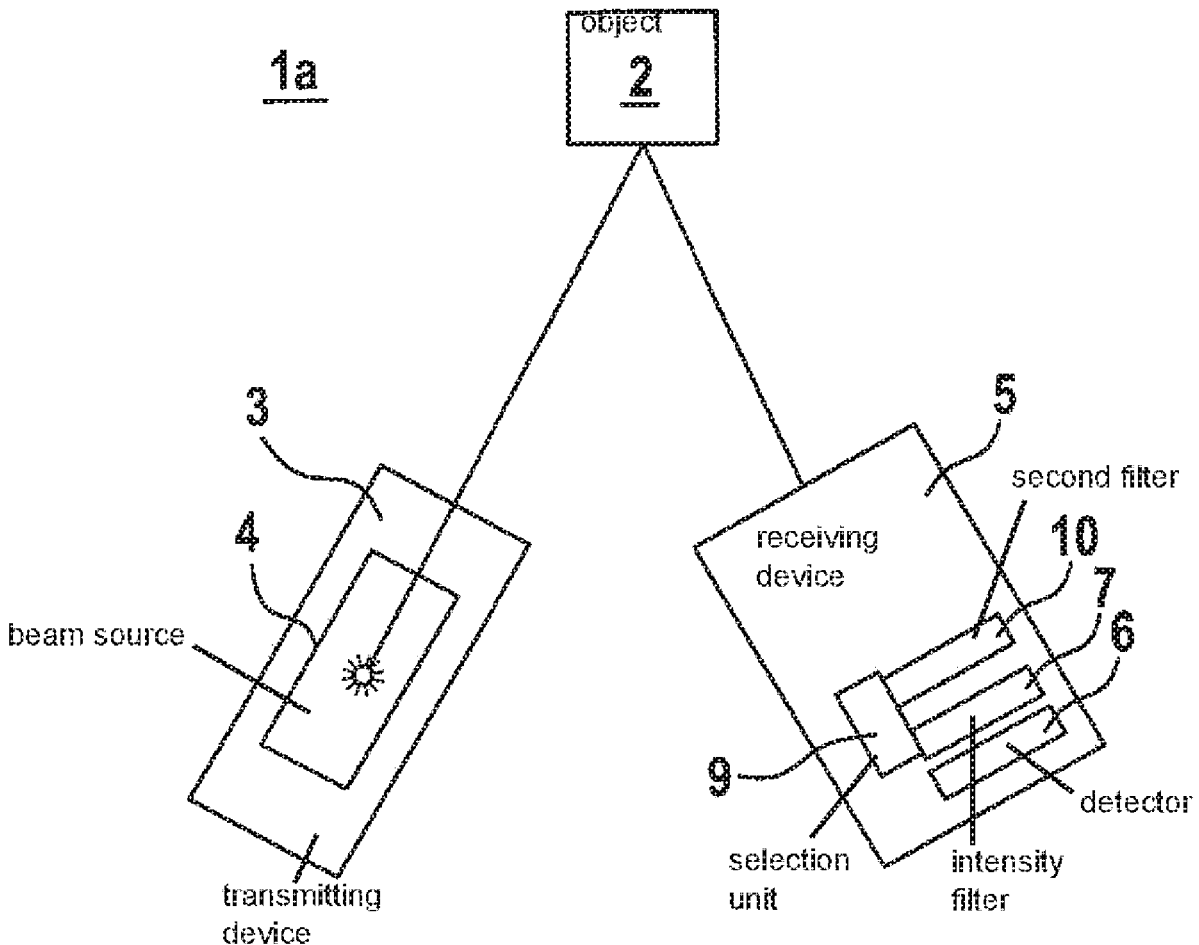 object
1a
2
3
5
second filter
4
receiving
device
10
7
beam source
6
9
detector
selection
unit
intensity
filter
transmitting
device